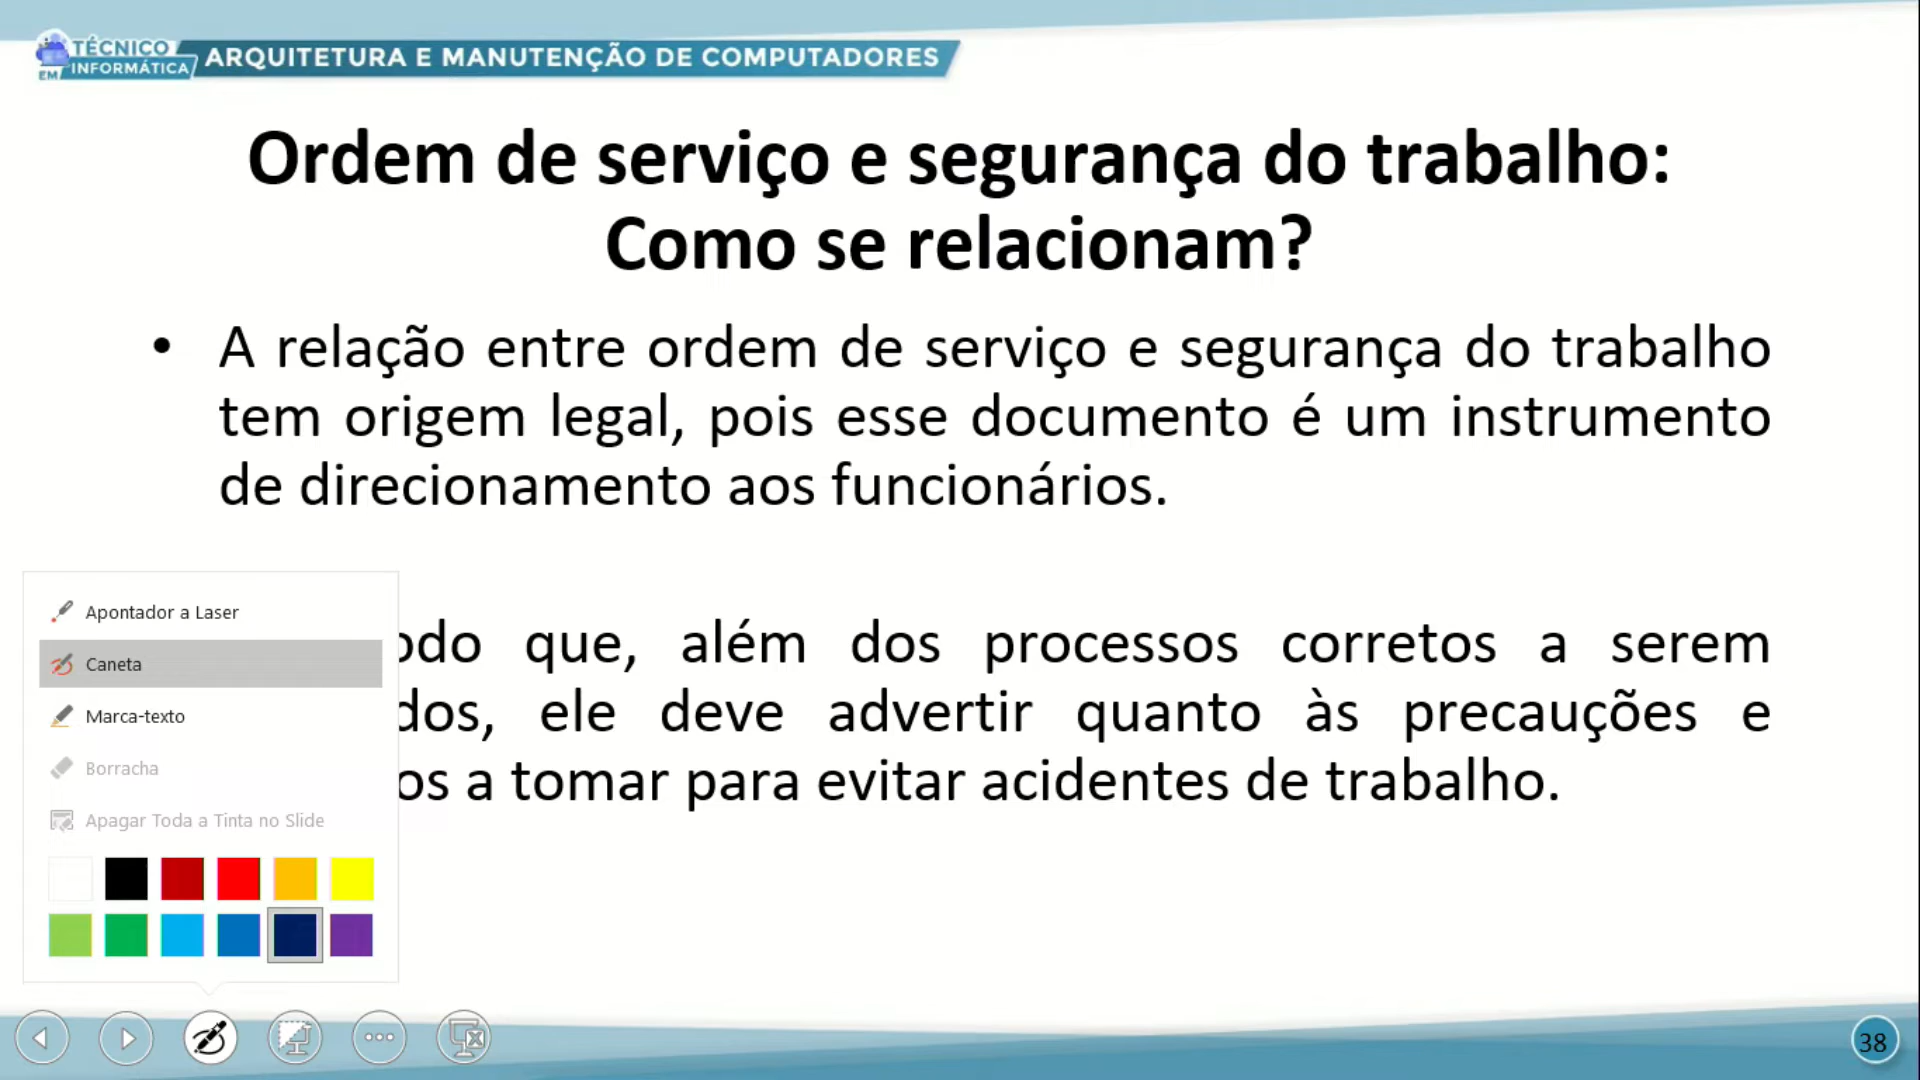 TÉCNICO
EM INFORMÁTICA
ARQUITETURA E MANUTENÇÃO DE COMPUTADORES
Ordem de serviço e segurança do trabalho:
Como se relacionam?
• A relação entre ordem de serviço e segurança do trabalho
tem origem legal, pois esse documento é um instrumento
de direcionamento aos funcionários.
que, além dos processos corretos a serem
ele deve advertir quanto às precauções e
a tomar para evitar acidentes de trabalho.
Apontador a Laser
Caneta
Marca-texto
Borracha
Apagar Toda a Tinta no Slide
38